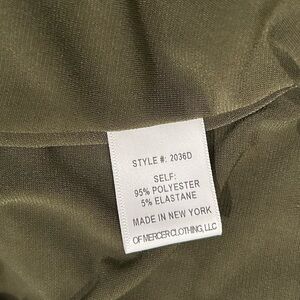 STYLE #: 2036D
SELF:
95% POLYESTER
5% ELASTANE
MADE IN NEW YORK
OF MERCER CLOTHING, LLC